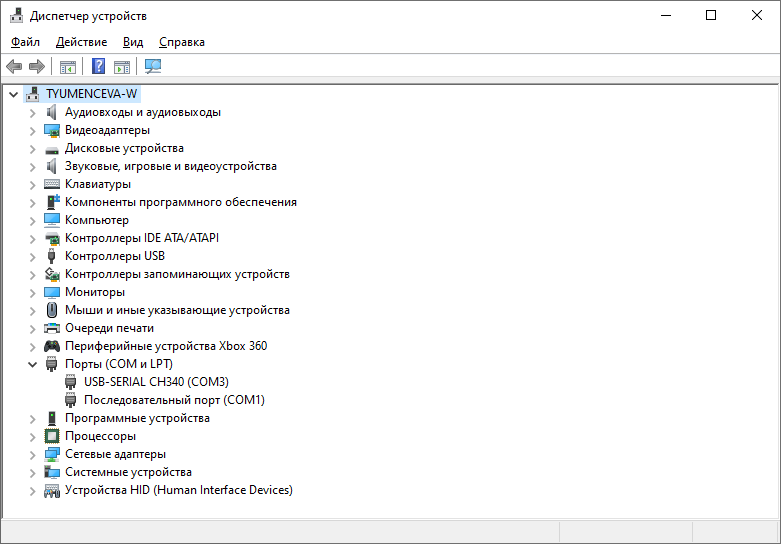 Диспетчер устройств
Файл Действие Вид Справка
TYUMENCEVA-W
Аудиовходы и аудиовыходы
Видеоадаптеры
Дисковые устройства
Звуковые, игровые и видеоустройства
Клавиатуры
Компоненты программного обеспечения
Компьютер
Контроллеры IDE ATA/ATAPI
Контроллеры USB
Контроллеры запоминающих устройств
Мониторы
Мыши и иные указывающие устройства
Очереди печати
Периферийные устройства Xbox 360
Порты (COM и LPT)
USB-SERIAL CH340 (COM3)
Последовательный порт (COM1)
Программные устройства
Процессоры
Сетевые адаптеры
Системные устройства
Устройства HID (Human Interface Devices)